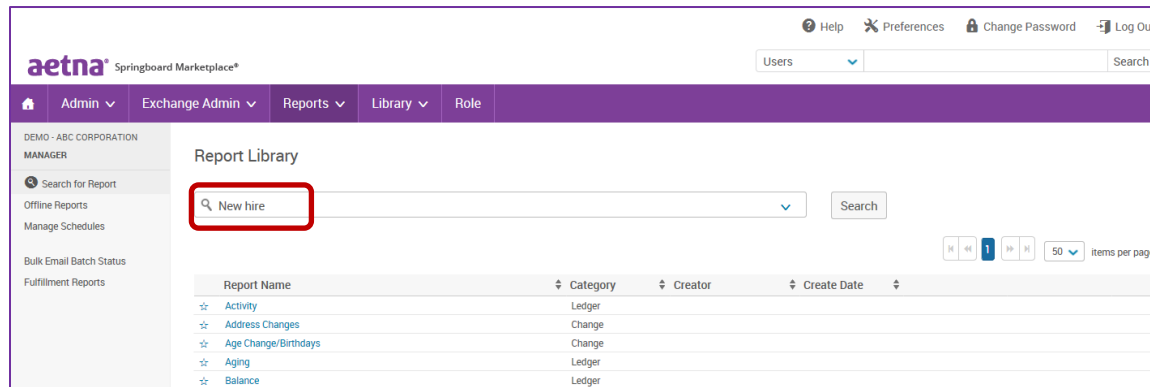 Help Preferences Change Password Log Ou
aetna® Springboard Marketplace® Users Search
Admin Exchange Admin Reports Library Role
DEMO - ABC CORPORATION
MANAGER
Report Library
Search for Report
Offline Reports
New hire Search
Manage Schedules
1 50 items per pag
Bulk Email Batch Status
Fulfillment Reports
Report Name Category Creator Create Date
Activity Ledger
Address Changes Change
Age Change/Birthdays Change
Aging Ledger
Balance Ledger